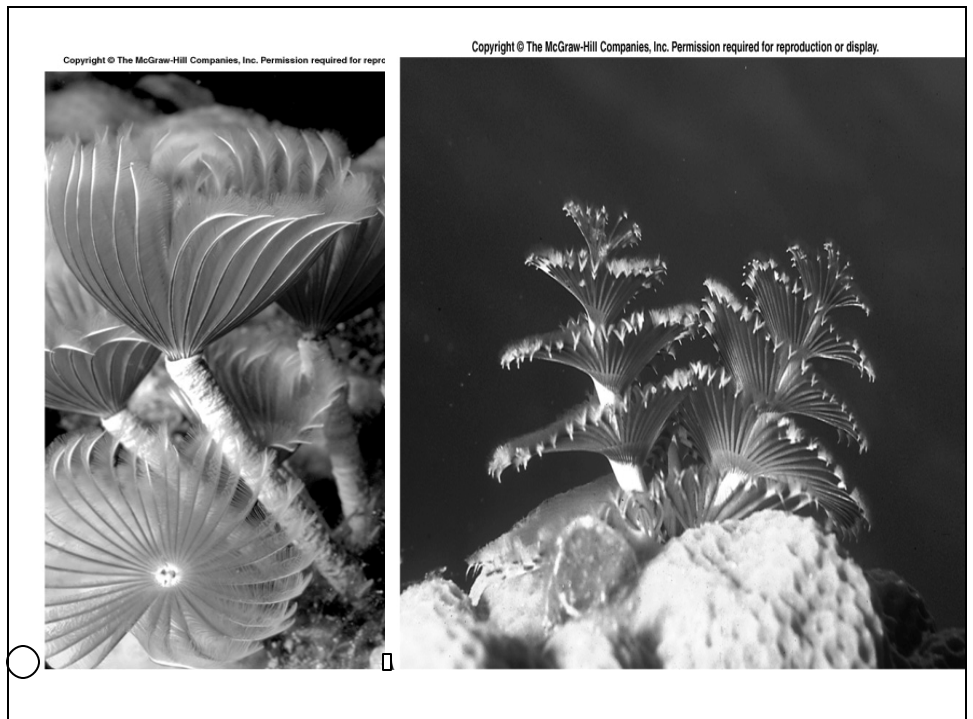 Copyright © The McGraw-Hill Companies, Inc. Permission required for reproduction or display.
Copyright © The McGraw-Hill Companies, Inc. Permission required for repro